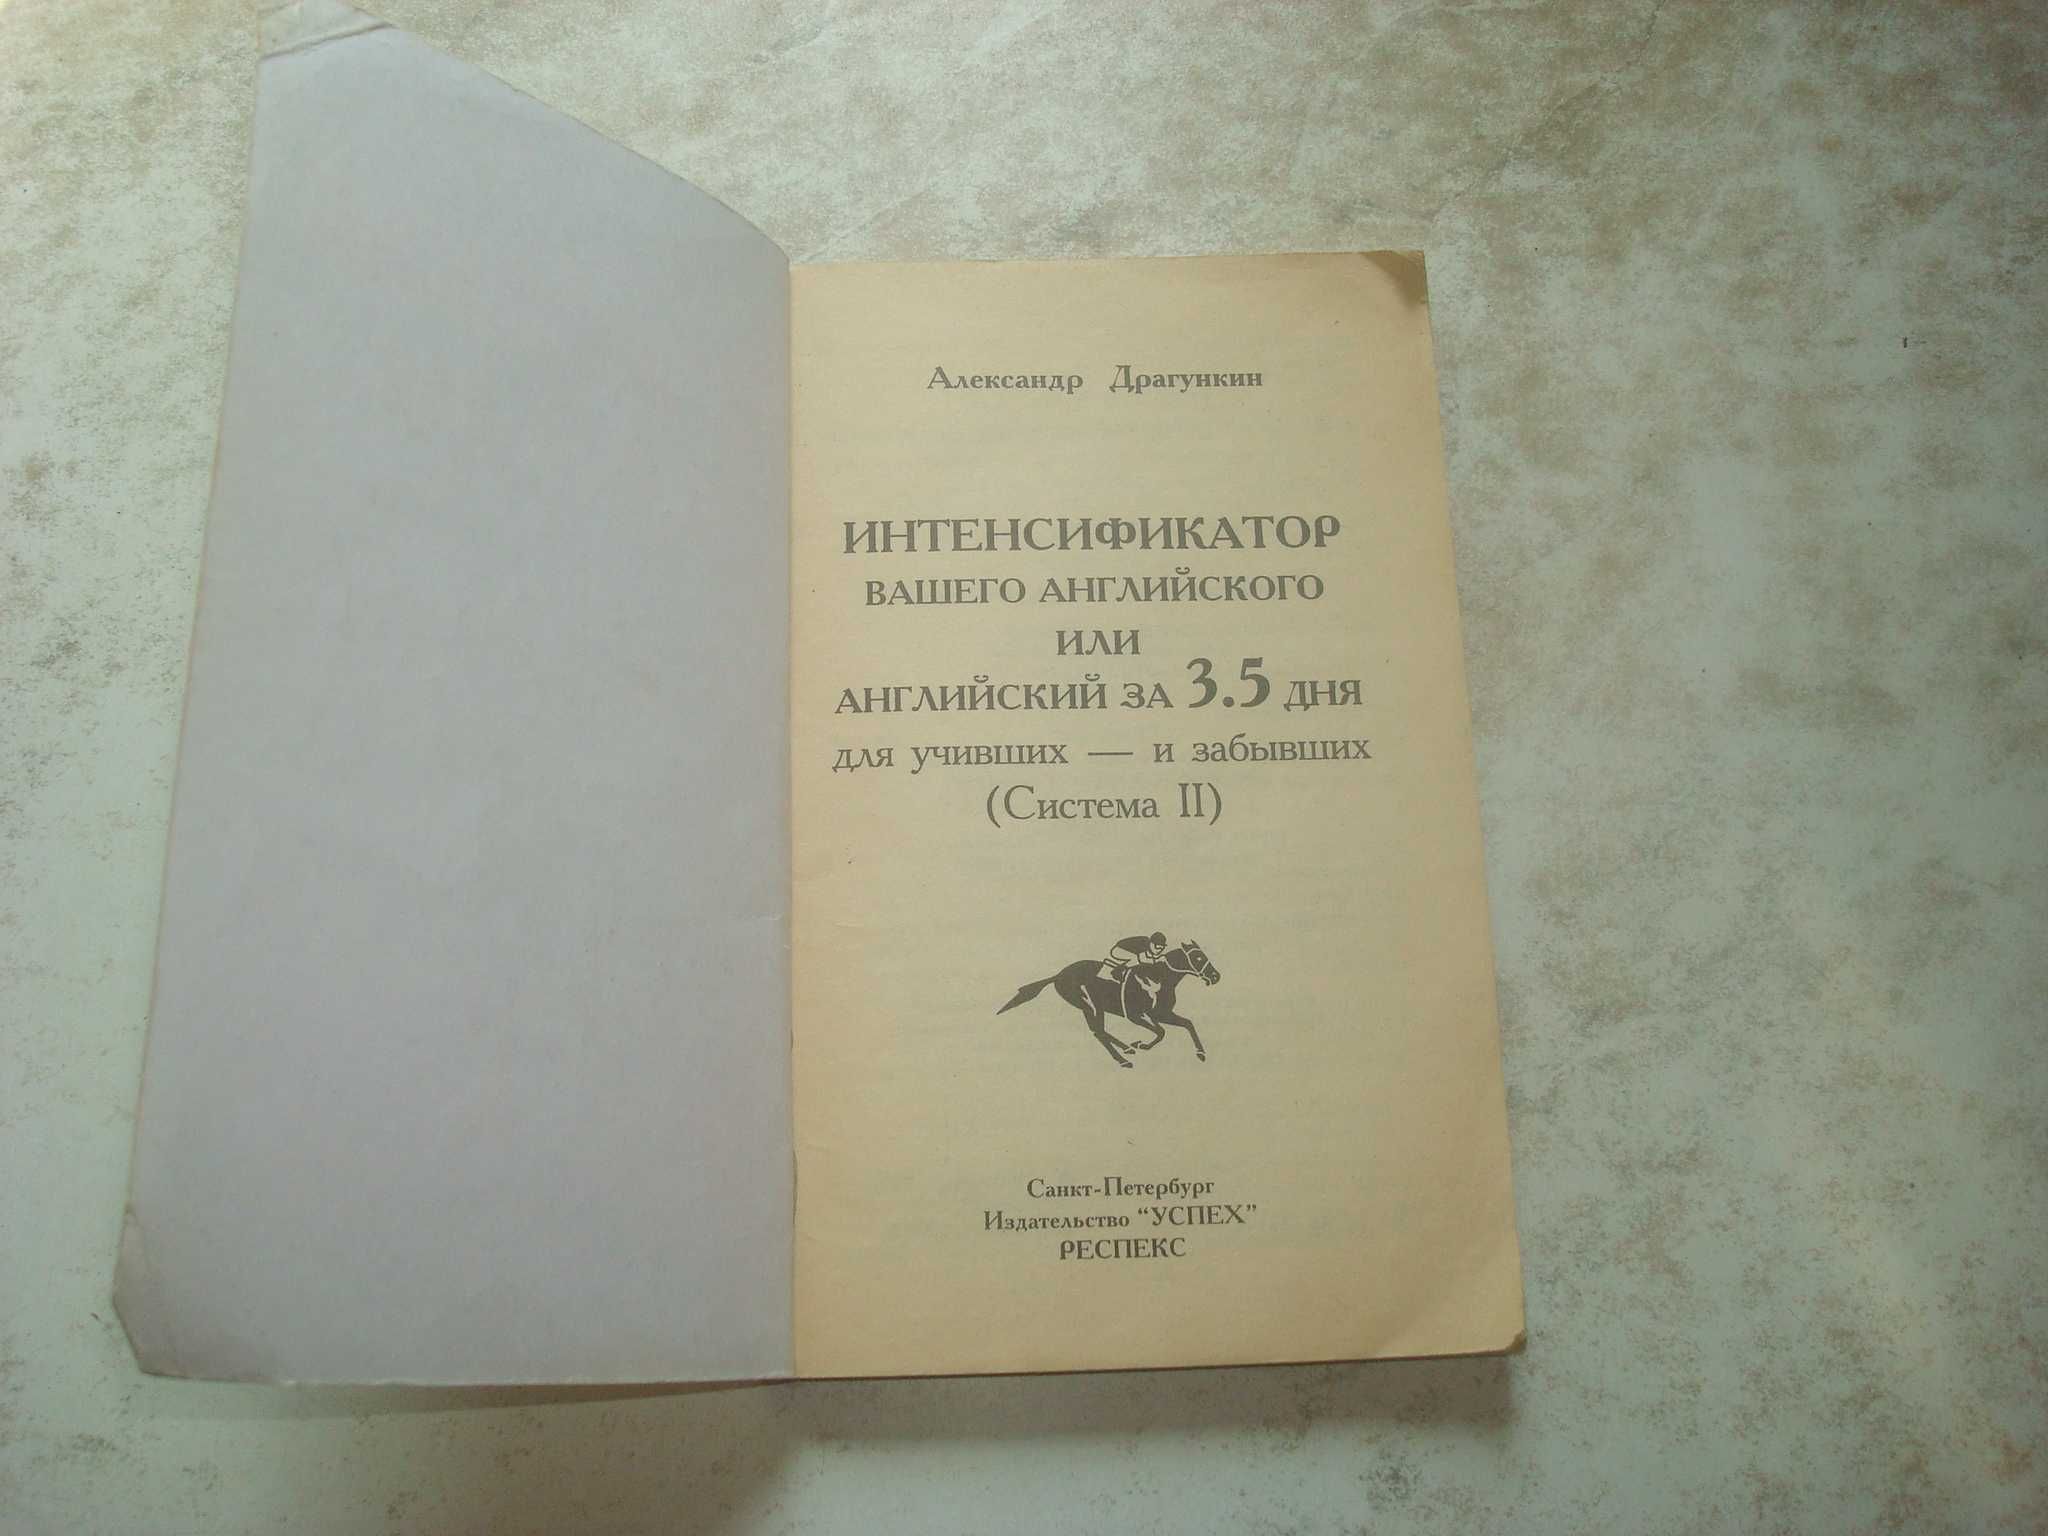 Александр Драгункин
ИНТЕНСИФИКАТОР
ВАШЕГО АНГЛИЙСКОГО
ИЛИ
АНГЛИЙСКИЙ ЗА 3.5 ДНЯ
для учивших — и забывших
(Система II)
Санкт-Петербург
Издательство “УСПЕХ”
РЕСПЕКС